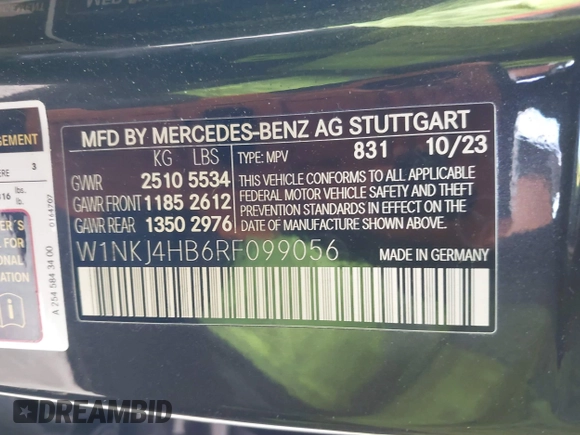 MFD BY MERCEDES-BENZ AG STUTTGART
KG LBS TYPE: MPV 831 10/23
GVWR 2510 5534
GAWR FRONT 1185 2612
GAWR REAR 1350 2976
THIS VEHICLE CONFORMS TO ALL APPLICABLE
FEDERAL MOTOR VEHICLE SAFETY AND THEFT
PREVENTION STANDARDS IN EFFECT ON THE
DATE OF MANUFACTURE SHOWN ABOVE.
W1NKJ4HB6RF099056 MADE IN GERMANY
3
0164707
A 254 584 34 00
DREAMBID